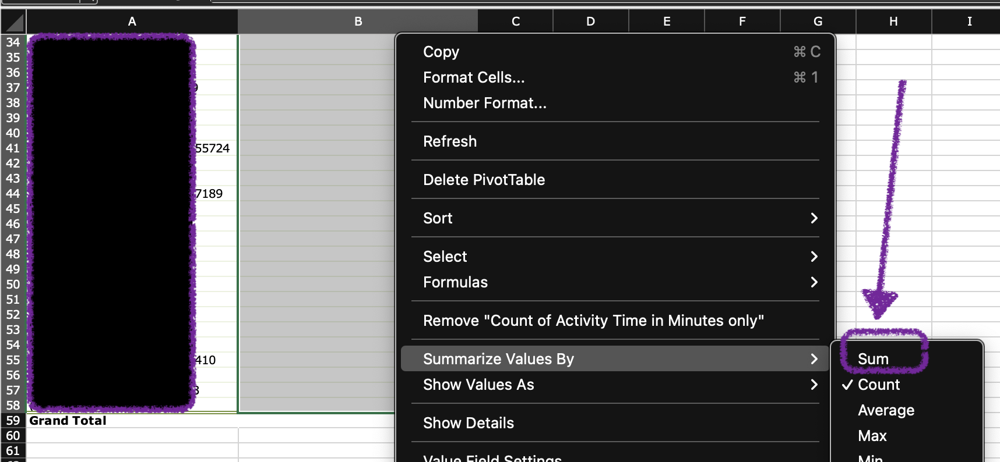 A B C D E F G H I
34
35
36
37 9
38
39
40
41 55724
42
43
44 7189
45
46
47
48
49
50
51
52
53
54
55 410
56
57 3
58
59 Grand Total
60
61
Copy ⌘ C
Format Cells...
⌘ 1
Number Format...
Refresh
Delete PivotTable
Sort
Select
Formulas
Remove "Count of Activity Time in Minutes only"
Summarize Values By
Show Values As
Show Details
Value Field Settings
Sum
✓ Count
Average
Max
Min